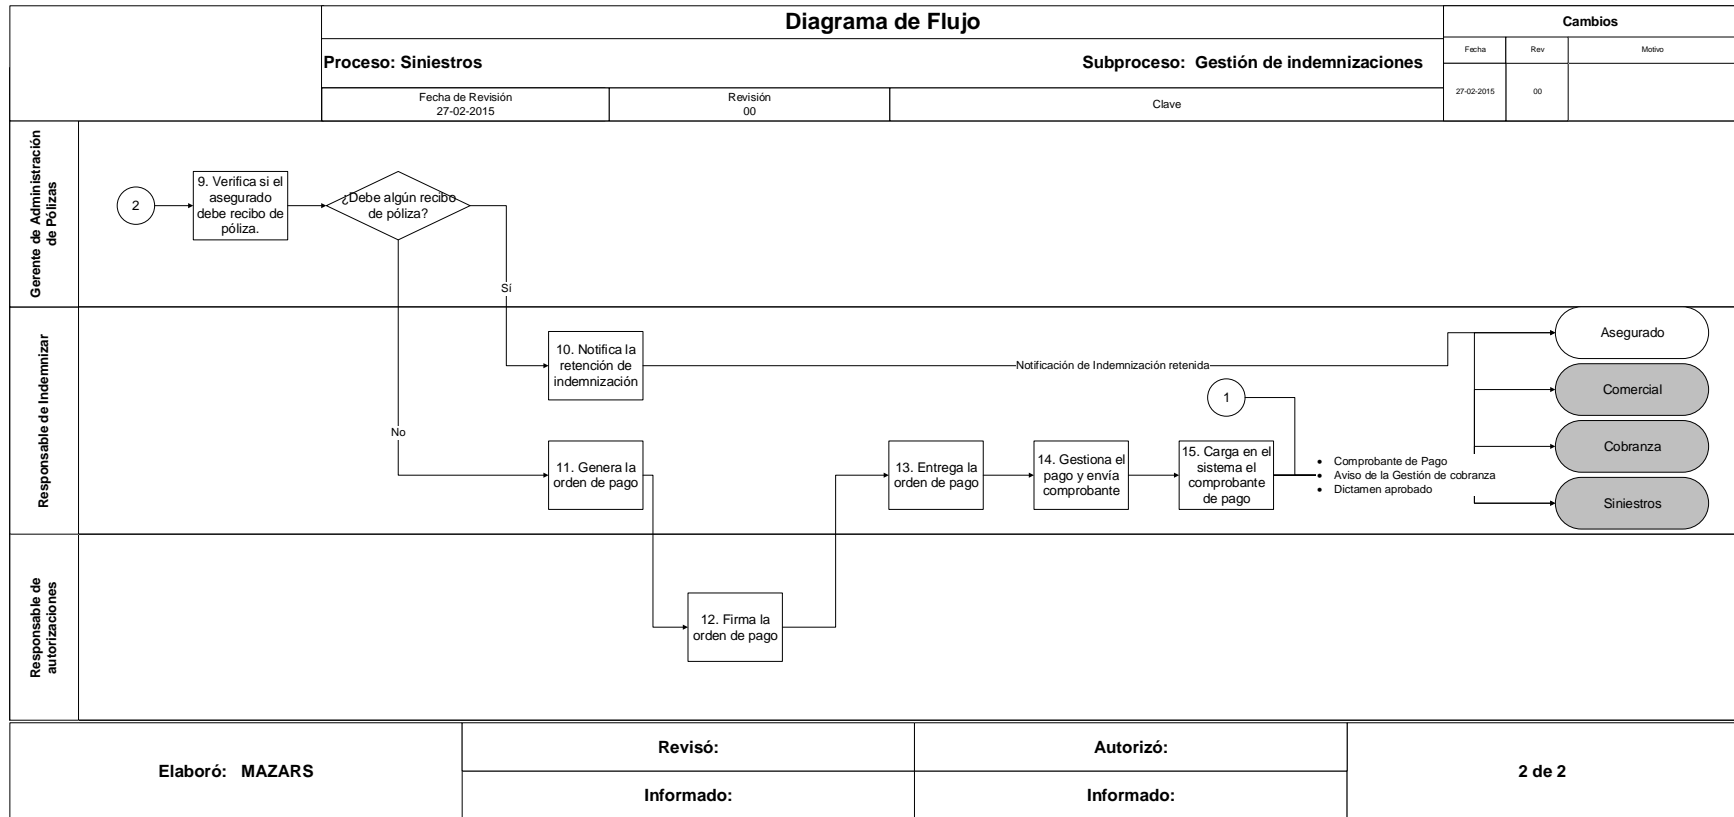 Diagrama de Flujo
Cambios
Proceso: Siniestros
Subproceso:  Gestión de indemnizaciones
Fecha
Rev
Motivo
Fecha de Revisión
27-02-2015
Revisión
00
Clave
27-02-2015
00
Gerente de Administración
de Pólizas
2
9. Verifica si el
asegurado
debe recibo de
póliza.
¿Debe algún recibo
de póliza?
Sí
No
Responsable de Indemnizar
10. Notifica la
retención de
indemnización
Notificación de Indemnización retenida
1
11. Genera la
orden de pago
13. Entrega la
orden de pago
14. Gestiona el
pago y envía
comprobante
15. Carga en el
sistema el
comprobante
de pago
• Comprobante de Pago
• Aviso de la Gestión de cobranza
• Dictamen aprobado
Asegurado
Comercial
Cobranza
Siniestros
Responsable de
autorizaciones
12. Firma la
orden de pago
Elaboró:   MAZARS
Revisó:
Autorizó:
Informado:
Informado:
2 de 2